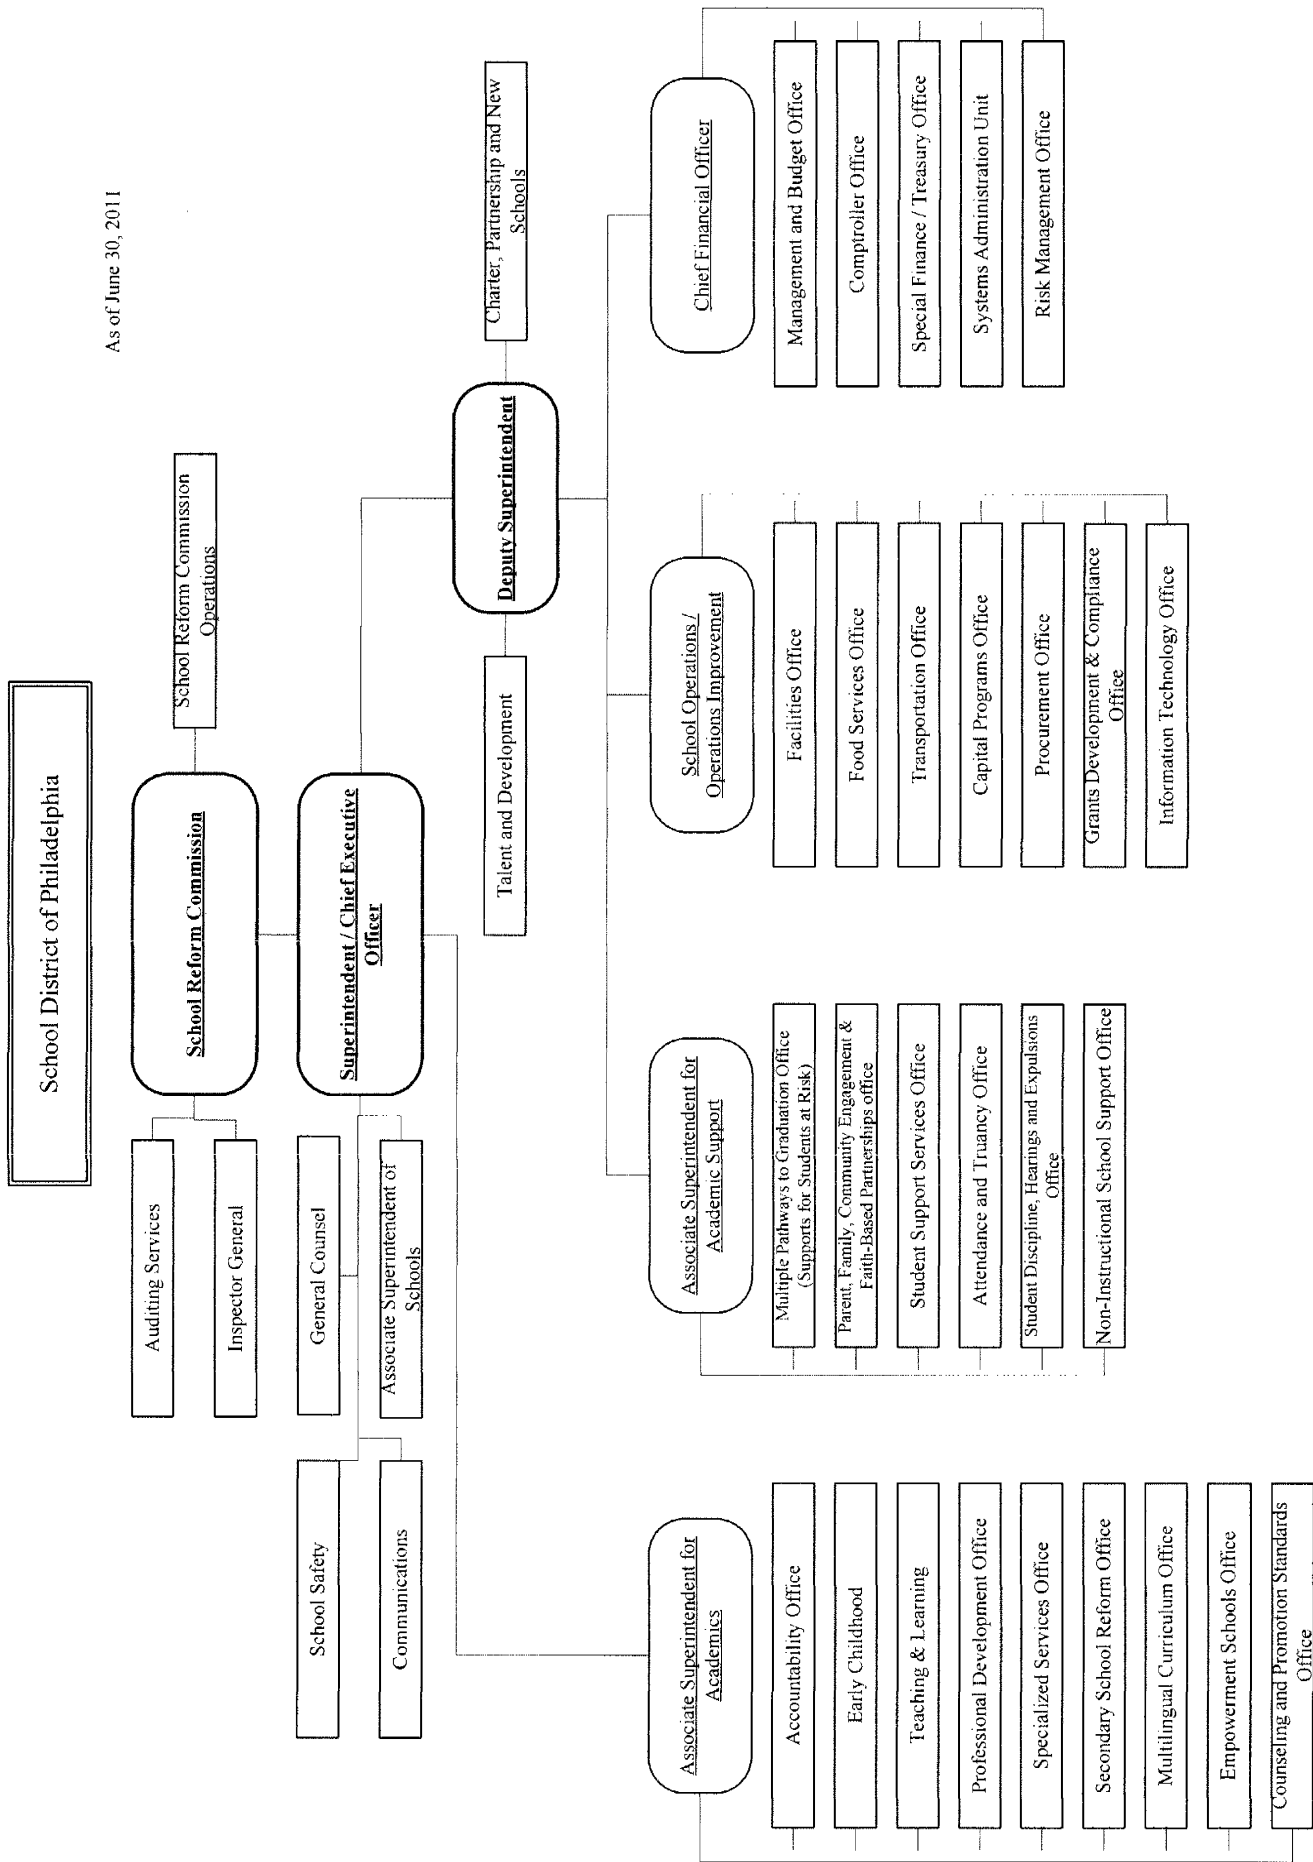 School District of Philadelphia
As of June 30, 2011
School Reform Commission
School Reform Commission
Operations
Auditing Services
Inspector General
Superintendent / Chief Executive
Officer
School Safety
General Counsel
Communications
Associate Superintendent of
Schools
Deputy Superintendent
Talent and Development
Charter, Partnership and New
Schools
Associate Superintendent for
Academics
Accountability Office
Early Childhood
Teaching & Learning
Professional Development Office
Specialized Services Office
Secondary School Reform Office
Multilingual Curriculum Office
Empowerment Schools Office
Counseling and Promotion Standards
Office
Associate Superintendent for
Academic Support
Multiple Pathways to Graduation Office
(Supports for Students at Risk)
Parent, Family, Community Engagement &
Faith-Based Partnerships office
Student Support Services Office
Attendance and Truancy Office
Student Discipline, Hearings and Expulsions
Office
Non-Instructional School Support Office
School Operations /
Operations Improvement
Facilities Office
Food Services Office
Transportation Office
Capital Programs Office
Procurement Office
Grants Development & Compliance
Office
Information Technology Office
Chief Financial Officer
Management and Budget Office
Comptroller Office
Special Finance / Treasury Office
Systems Administration Unit
Risk Management Office